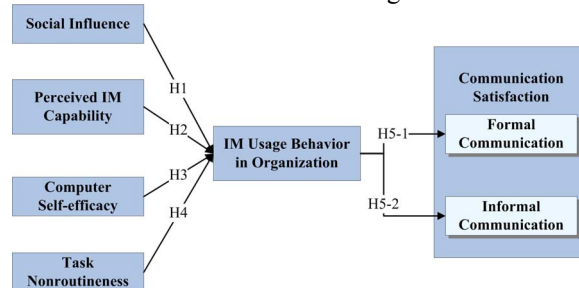 Social Influence
Perceived IM
Capability
Computer
Self-efficacy
Task
Nonroutineness
H1
H2
H3
H4
IM Usage Behavior
in Organization
H5-1
H5-2
Communication
Satisfaction
Formal
Communication
Informal
Communication